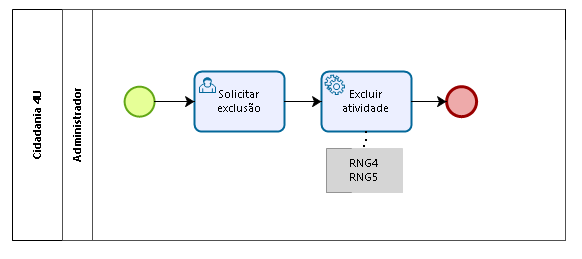 Cidadania 4U
Administrador
Solicitar
exclusão
Excluir
atividade
RNG4
RNG5